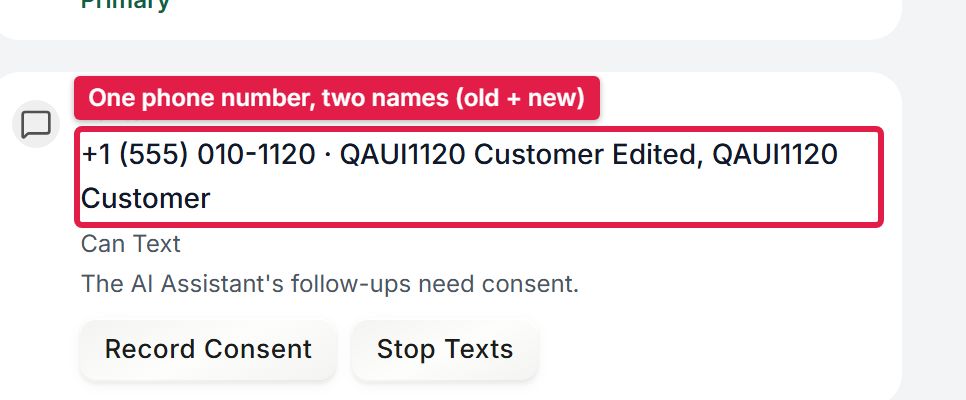 Primary
One phone number, two names (old + new)
+1 (555) 010-1120 · QAUI1120 Customer Edited, QAUI1120
Customer
Can Text
The AI Assistant's follow-ups need consent.
Record Consent
Stop Texts